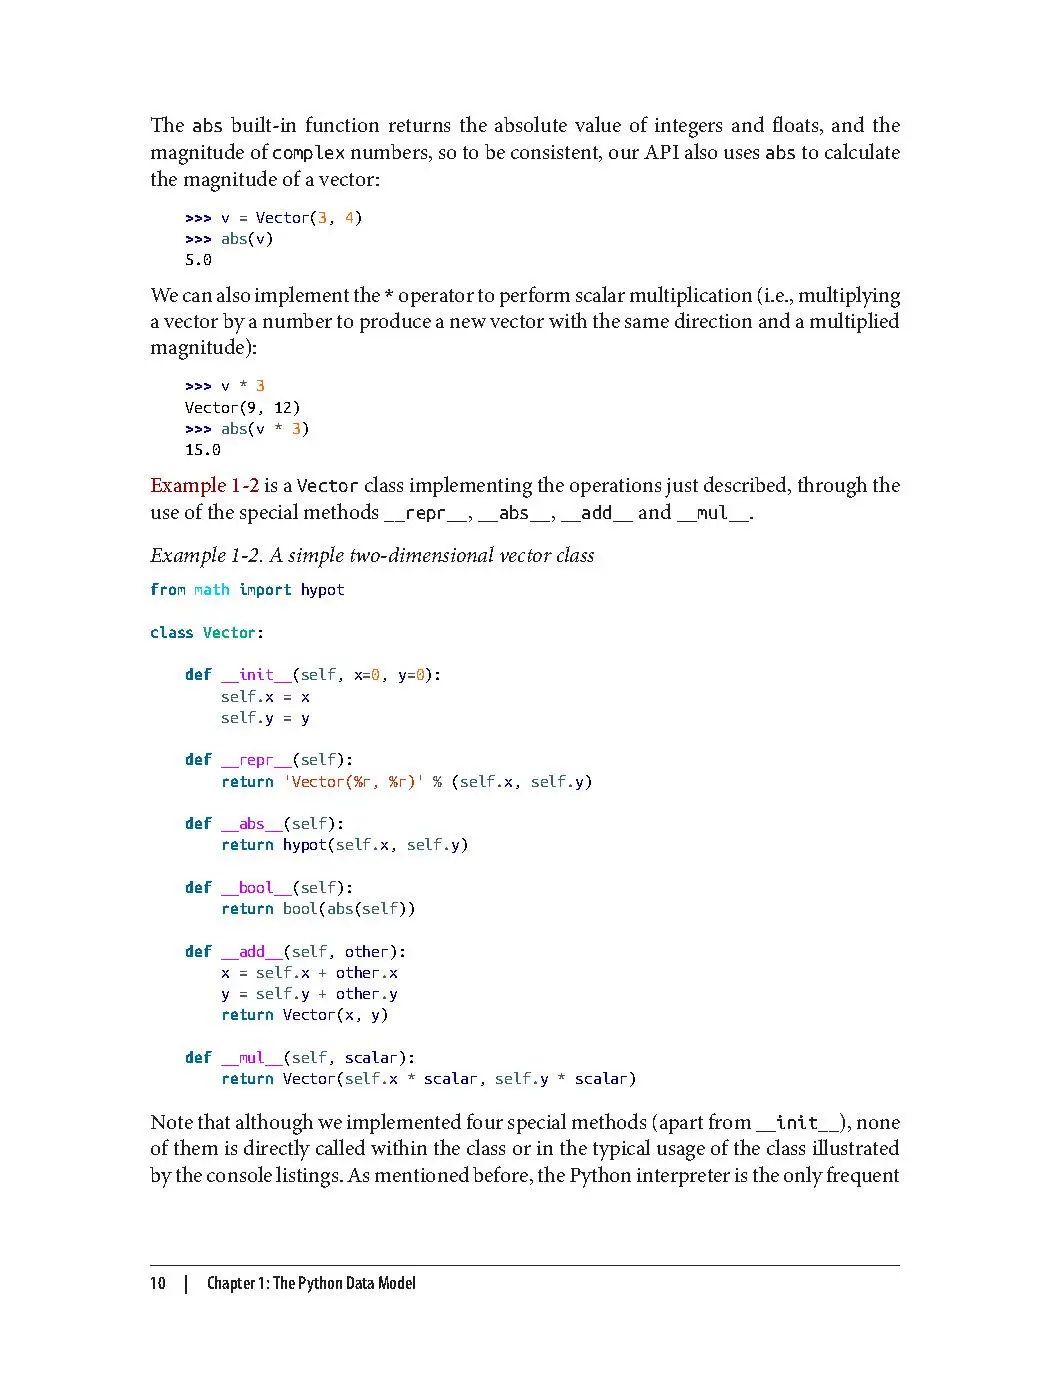 The abs built-in function returns the absolute value of integers and floats, and the
magnitude of complex numbers, so to be consistent, our API also uses abs to calculate
the magnitude of a vector:
>>> v = Vector(3, 4)
>>> abs(v)
5.0
We can also implement the * operator to perform scalar multiplication (i.e., multiplying
a vector by a number to produce a new vector with the same direction and a multiplied
magnitude):
>>> v * 3
Vector(9, 12)
>>> abs(v * 3)
15.0
Example 1-2 is a Vector class implementing the operations just described, through the
use of the special methods __repr__, __abs__, __add__ and __mul__.
Example 1-2. A simple two-dimensional vector class
from math import hypot
class Vector:
    def __init__(self, x=0, y=0):
        self.x = x
        self.y = y
    def __repr__(self):
        return 'Vector(%r, %r)' % (self.x, self.y)
    def __abs__(self):
        return hypot(self.x, self.y)
    def __bool__(self):
        return bool(abs(self))
    def __add__(self, other):
        x = self.x + other.x
        y = self.y + other.y
        return Vector(x, y)
    def __mul__(self, scalar):
        return Vector(self.x * scalar, self.y * scalar)
Note that although we implemented four special methods (apart from __init__), none
of them is directly called within the class or in the typical usage of the class illustrated
by the console listings. As mentioned before, the Python interpreter is the only frequent
10 | Chapter 1: The Python Data Model